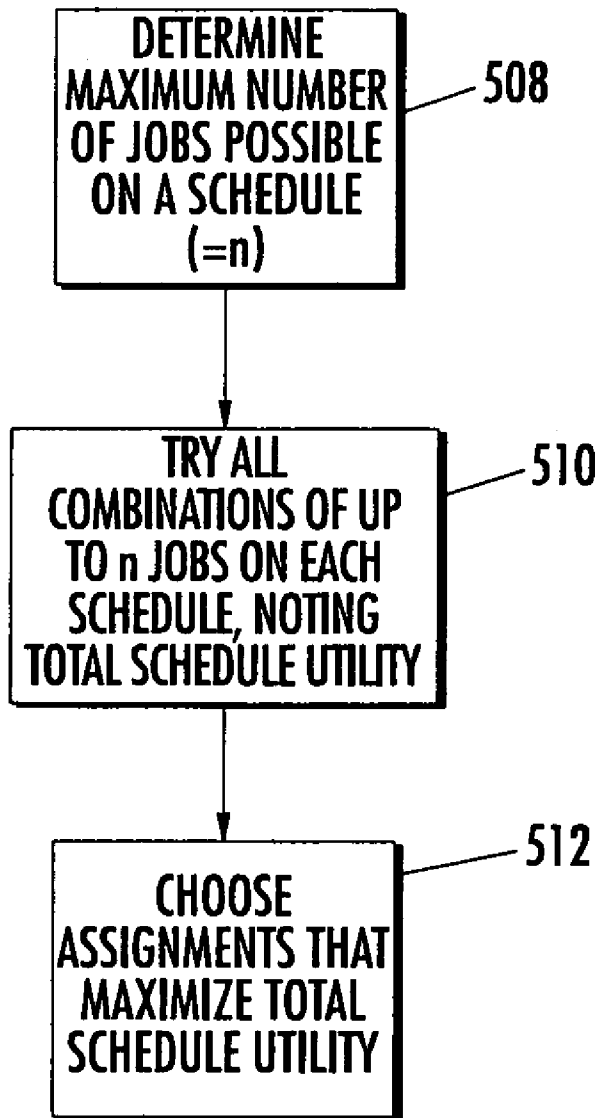 DETERMINE
MAXIMUM NUMBER
OF JOBS POSSIBLE
ON A SCHEDULE
(=n)
508
TRY ALL
COMBINATIONS OF UP
TO n JOBS ON EACH
SCHEDULE, NOTING
TOTAL SCHEDULE UTILITY
510
CHOOSE
ASSIGNMENTS THAT
MAXIMIZE TOTAL
SCHEDULE UTILITY
512